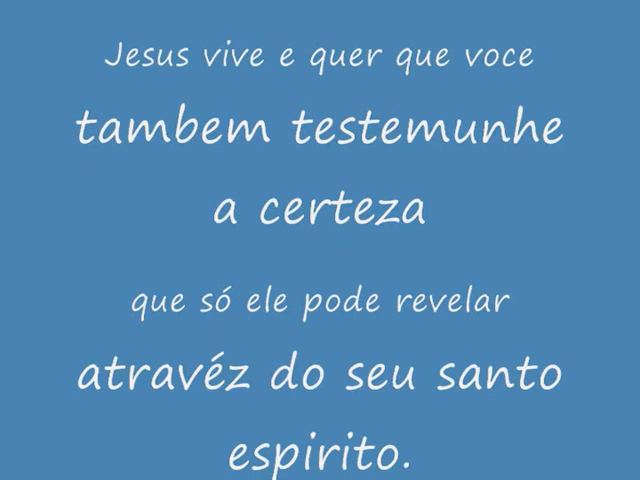 Jesus vive e quer que voce
tambem testemunhe
a certeza
que só ele pode revelar
atravéz do seu santo
espirito.